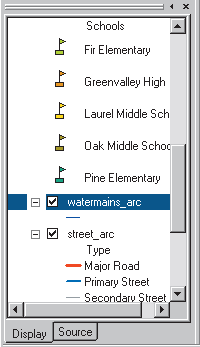 Schools
Fir Elementary
Greenvalley High
Laurel Middle Sch
Oak Middle Schoo
Pine Elementary
watermains_arc
street_arc
Type
Major Road
Primary Street
Secondary Street
Display
Source